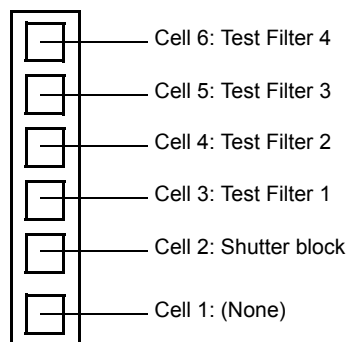 Cell 6: Test Filter 4
Cell 5: Test Filter 3
Cell 4: Test Filter 2
Cell 3: Test Filter 1
Cell 2: Shutter block
Cell 1: (None)